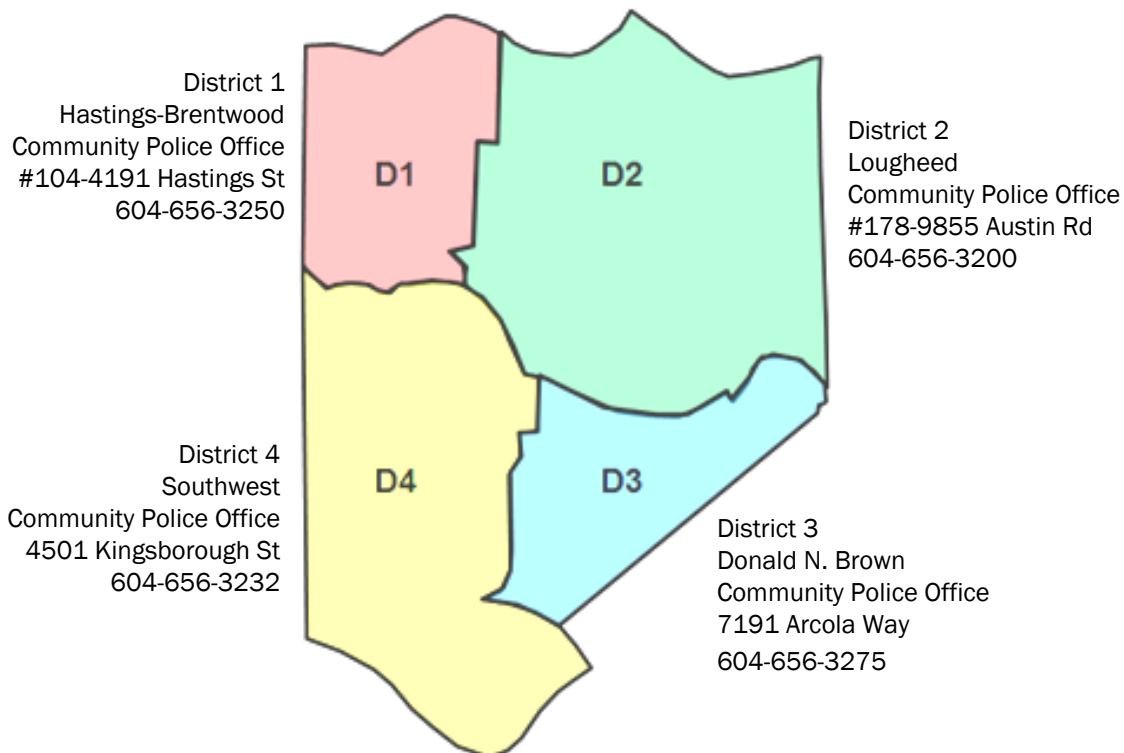 District 1
Hastings-Brentwood
Community Police Office
#104-4191 Hastings St
604-656-3250
D1
D2
District 2
Lougheed
Community Police Office
#178-9855 Austin Rd
604-656-3200
District 4
Southwest
Community Police Office
4501 Kingsborough St
604-656-3232
D4
D3
District 3
Donald N. Brown
Community Police Office
7191 Arcola Way
604-656-3275